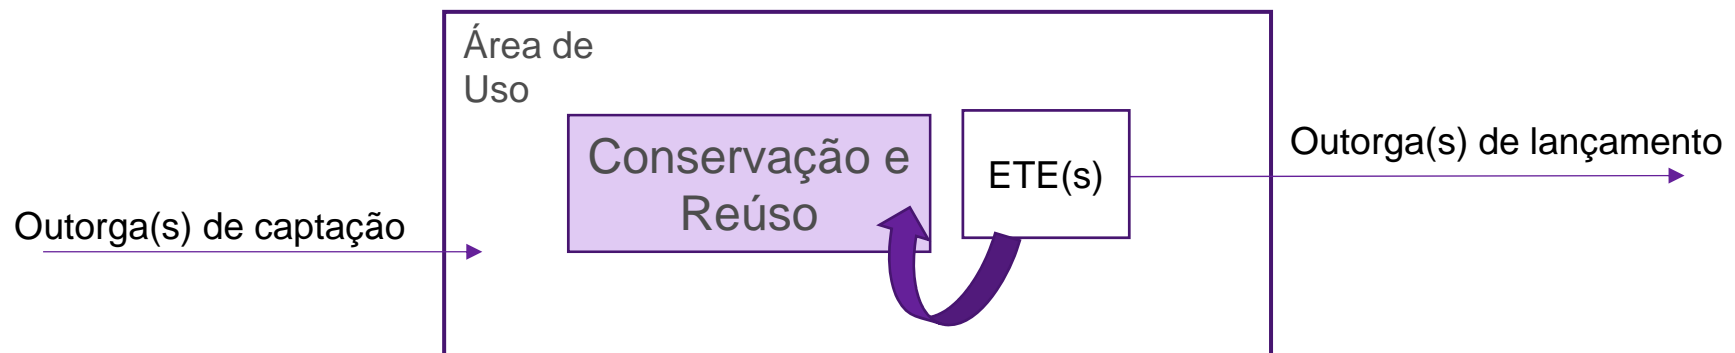 Área de
Uso
Conservação e
Reúso
ETE(s)
Outorga(s) de lançamento
Outorga(s) de captação